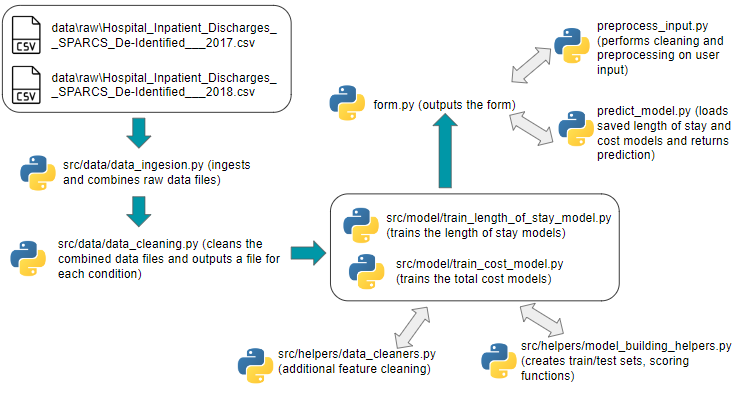 CSV
data\raw\Hospital_Inpatient_Discharges_
_SPARCS_De-Identified___2017.csv
CSV
data\raw\Hospital_Inpatient_Discharges_
_SPARCS_De-Identified___2018.csv
src/data/data_ingesion.py (ingests
and combines raw data files)
src/data/data_cleaning.py (cleans the
combined data files and outputs a file for
each condition)
src/model/train_length_of_stay_model.py
(trains the length of stay models)
src/model/train_cost_model.py
(trains the total cost models)
src/helpers/data_cleaners.py
(additional feature cleaning)
src/helpers/model_building_helpers.py
(creates train/test sets, scoring
functions)
form.py (outputs the form)
preprocess_input.py
(performs cleaning and
preprocessing on user
input)
predict_model.py (loads
saved length of stay and
cost models and returns
prediction)